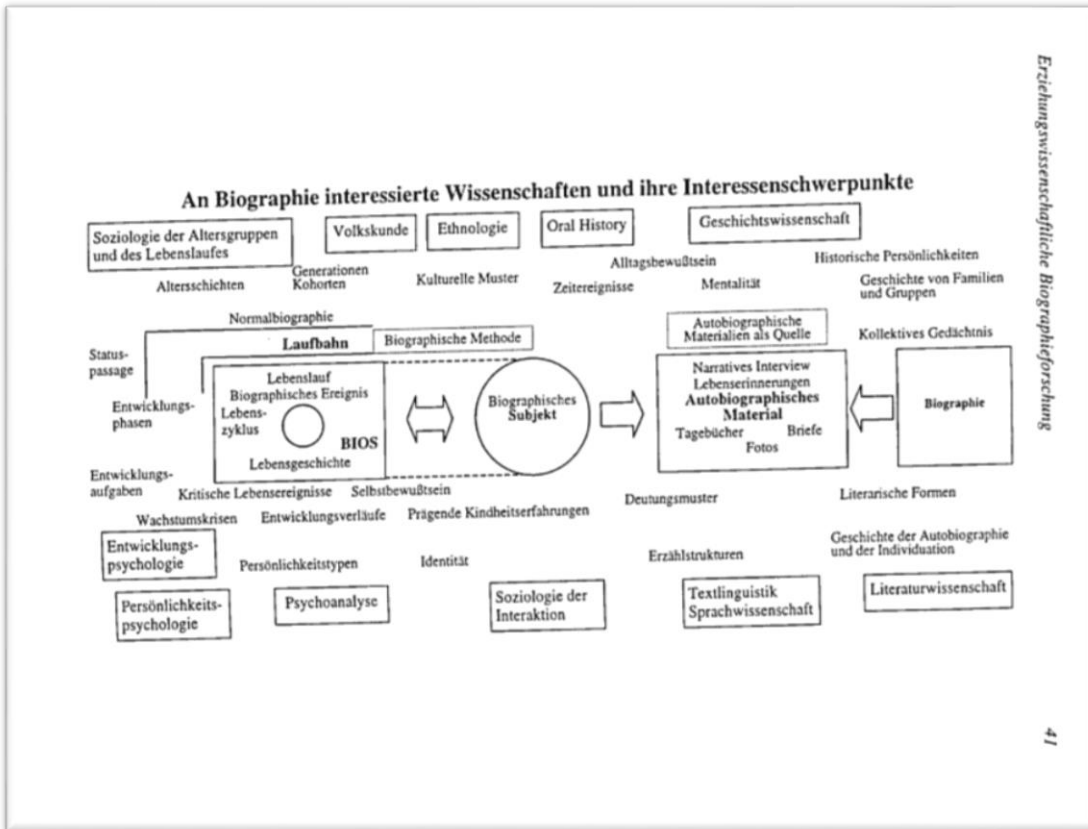 Erziehungswissenschaftliche Biographieforschung
41
An Biographie interessierte Wissenschaften und ihre Interessenschwerpunkte
Soziologie der Altersgruppen
und des Lebenslaufes
Volkskunde
Ethnologie
Oral History
Geschichtswissenschaft
Altersschichten
Generationen
Kohorten
Kulturelle Muster
Alltagsbewußtsein
Zeitereignisse
Mentalität
Historische Persönlichkeiten
Geschichte von Familien
und Gruppen
Normalbiographie
Laufbahn
Biographische Methode
Autobiographische
Materialien als Quelle
Kollektives Gedächtnis
Status-
passage
Entwicklungs-
phasen
Lebenslauf
Biographisches Ereignis
Lebens-
zyklus
BIOS
Lebensgeschichte
Biographisches
Subjekt
Narratives Interview
Lebenserinnerungen
Autobiographisches
Material
Tagebücher
Briefe
Fotos
Biographie
Entwicklungs-
aufgaben
Kritische Lebensereignisse
Selbstbewußtsein
Deutungsmuster
Literarische Formen
Wachstumskrisen
Entwicklungsverläufe
Prägende Kindheitserfahrungen
Entwicklungs-
psychologie
Persönlichkeitstypen
Identität
Erzählstrukturen
Geschichte der Autobiographie
und der Individuation
Persönlichkeits-
psychologie
Psychoanalyse
Soziologie der
Interaktion
Textlinguistik
Sprachwissenschaft
Literaturwissenschaft